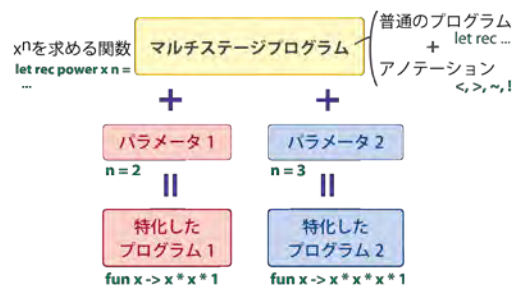 xⁿを求める関数
let rec power x n =
...
マルチステージプログラム
普通のプログラム
let rec ...
+
アノテーション
<, >, ~, !
+
+
パラメータ 1
パラメータ 2
n = 2
n = 3
=
=
特化した
プログラム 1
特化した
プログラム 2
fun x -> x * x * 1
fun x -> x * x * x * 1